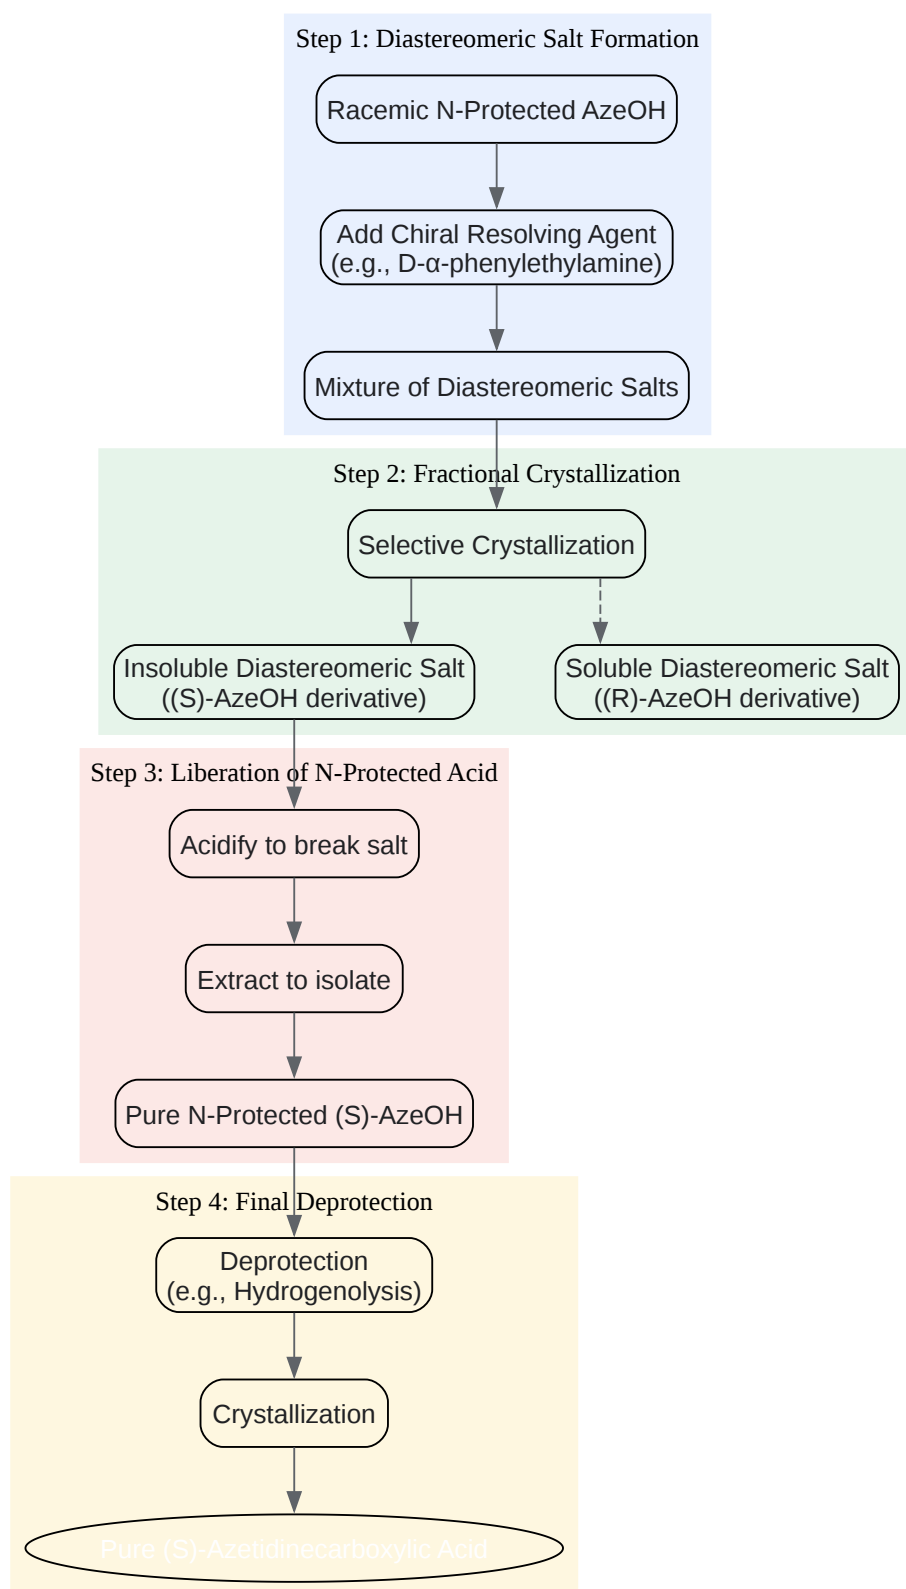 Step 1: Diastereomeric Salt Formation
Racemic N-Protected AzeOH
Add Chiral Resolving Agent
(e.g., D-α-phenylethylamine)
Mixture of Diastereomeric Salts
Step 2: Fractional Crystallization
Selective Crystallization
Insoluble Diastereomeric Salt
((S)-AzeOH derivative)
Soluble Diastereomeric Salt
((R)-AzeOH derivative)
Step 3: Liberation of N-Protected Acid
Acidify to break salt
Extract to isolate
Pure N-Protected (S)-AzeOH
Step 4: Final Deprotection
Deprotection
(e.g., Hydrogenolysis)
Crystallization
Pure (S)-Azetidinecarboxylic Acid